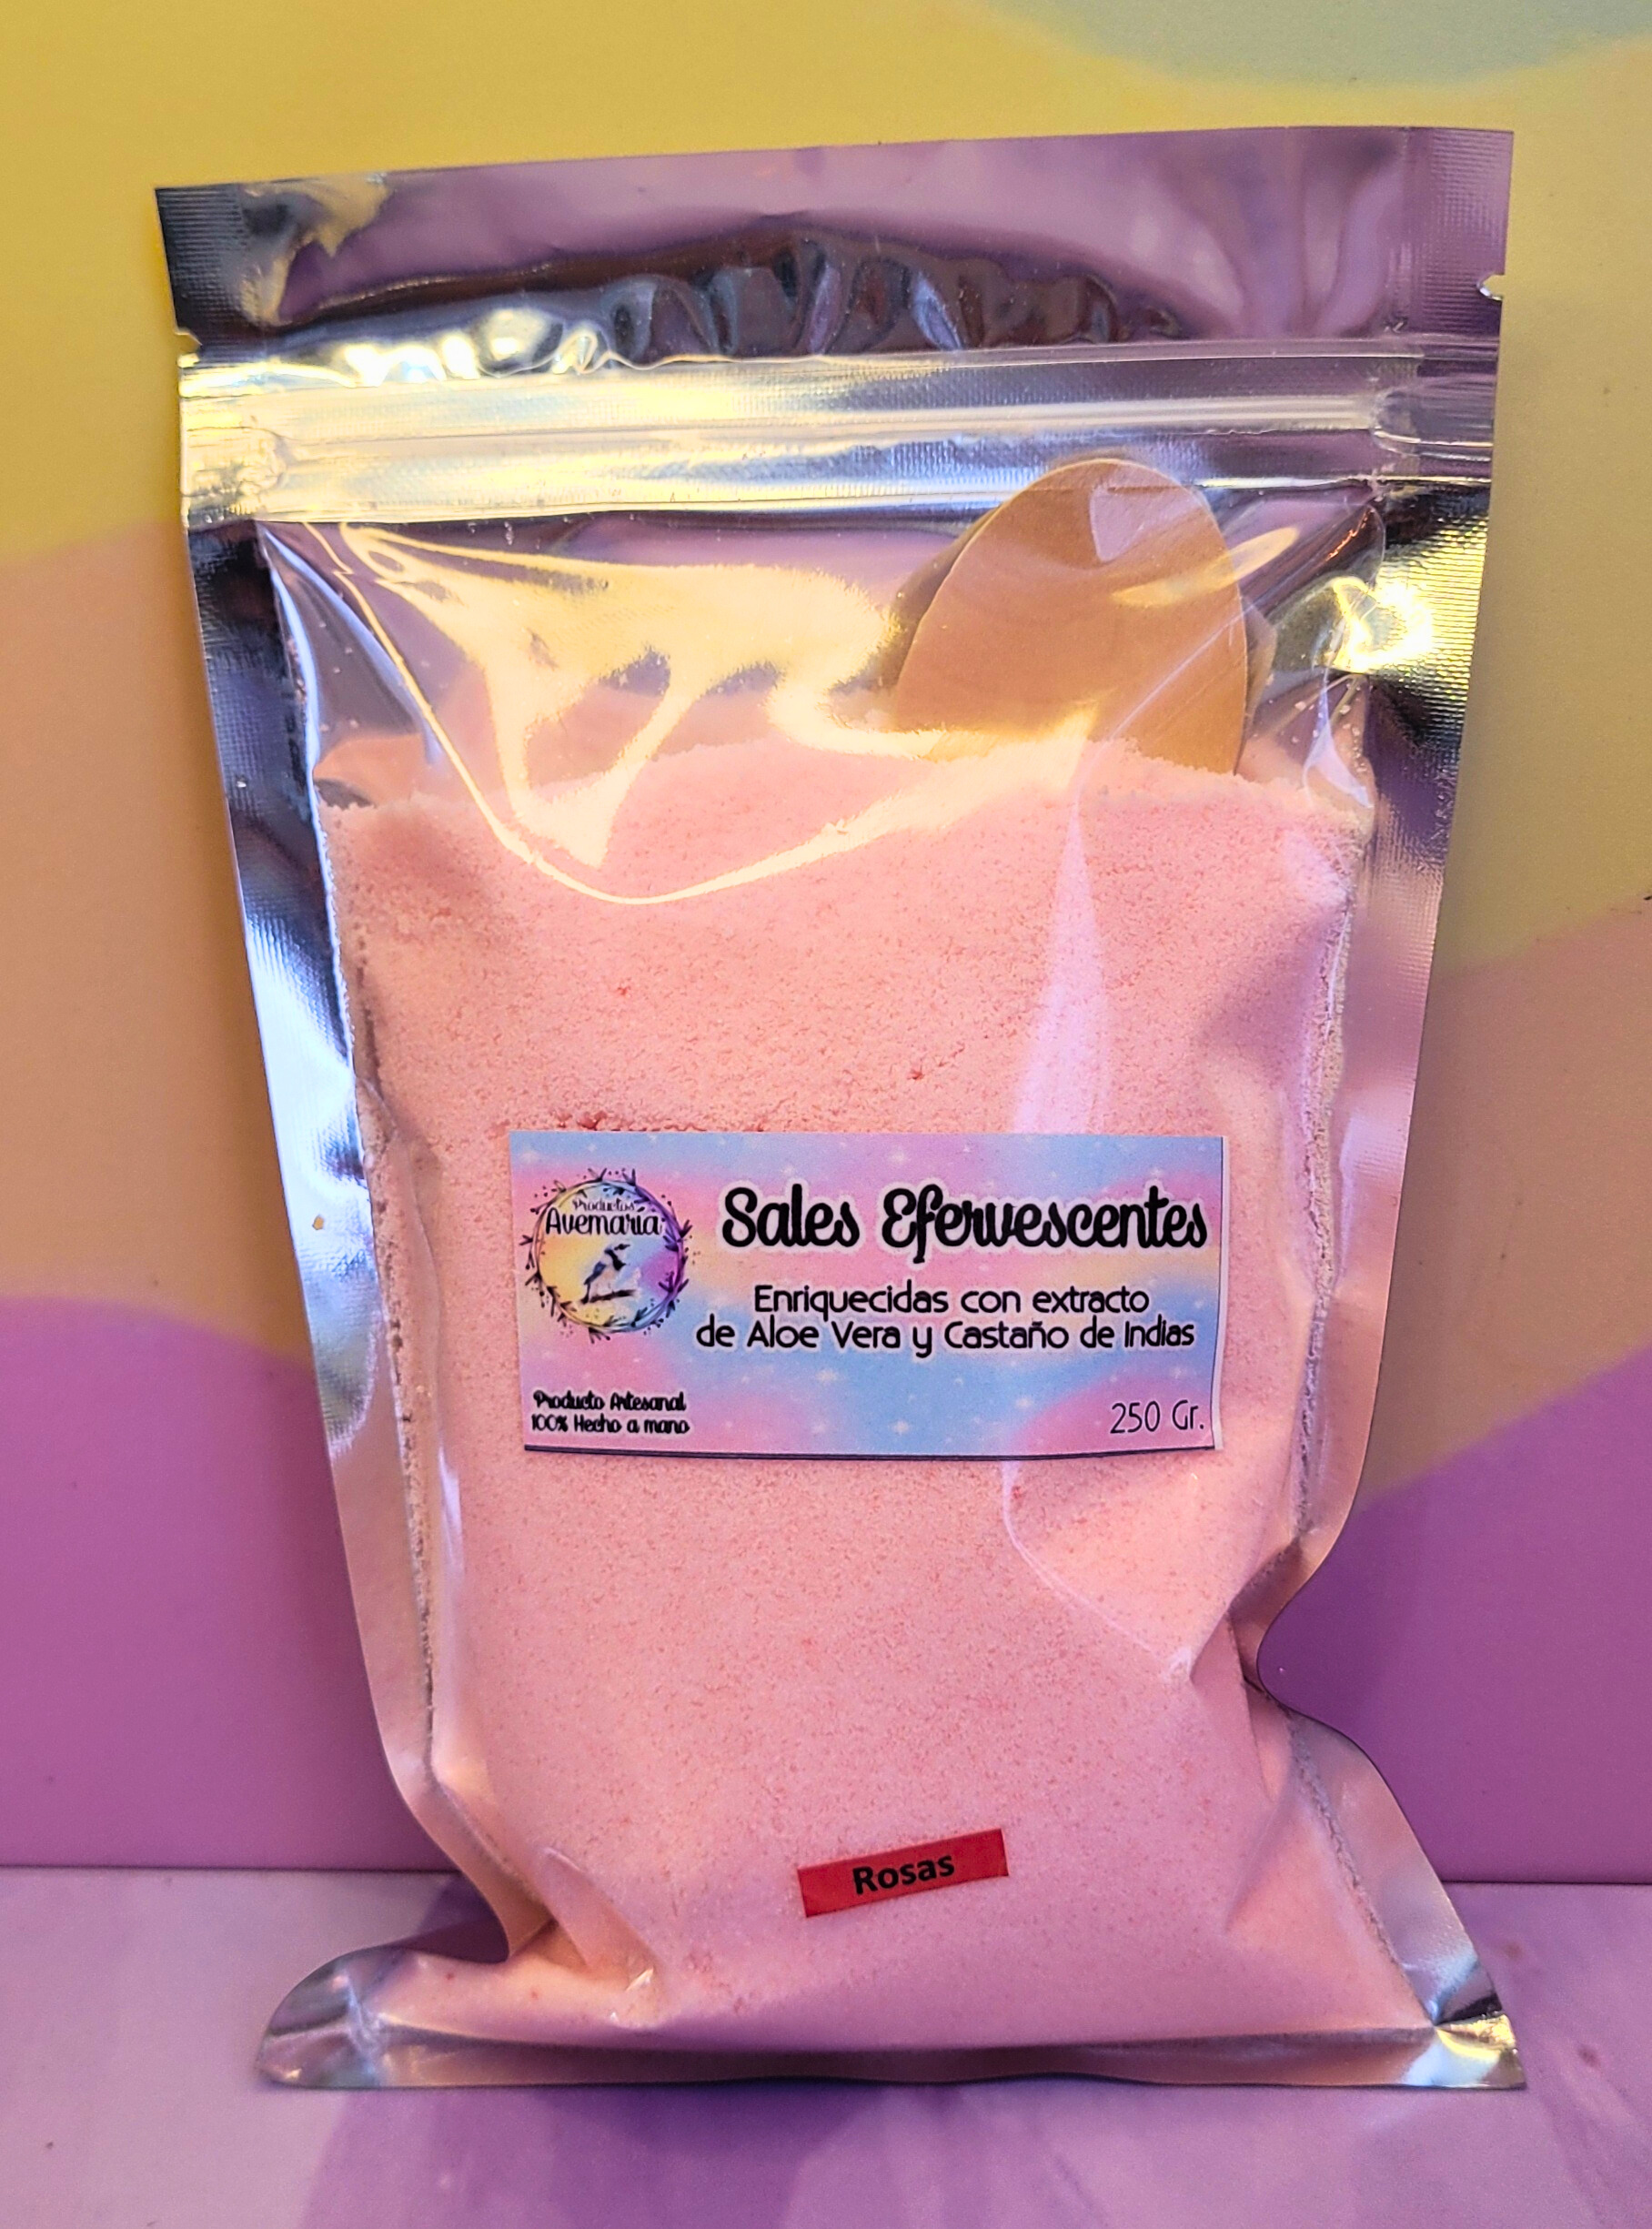 Productos
Avemaría
Sales Efervescentes
Enriquecidas con extracto
de Aloe Vera y Castaño de Indias
Producto Artesanal
100% Hecho a mano
250 Gr.
Rosas